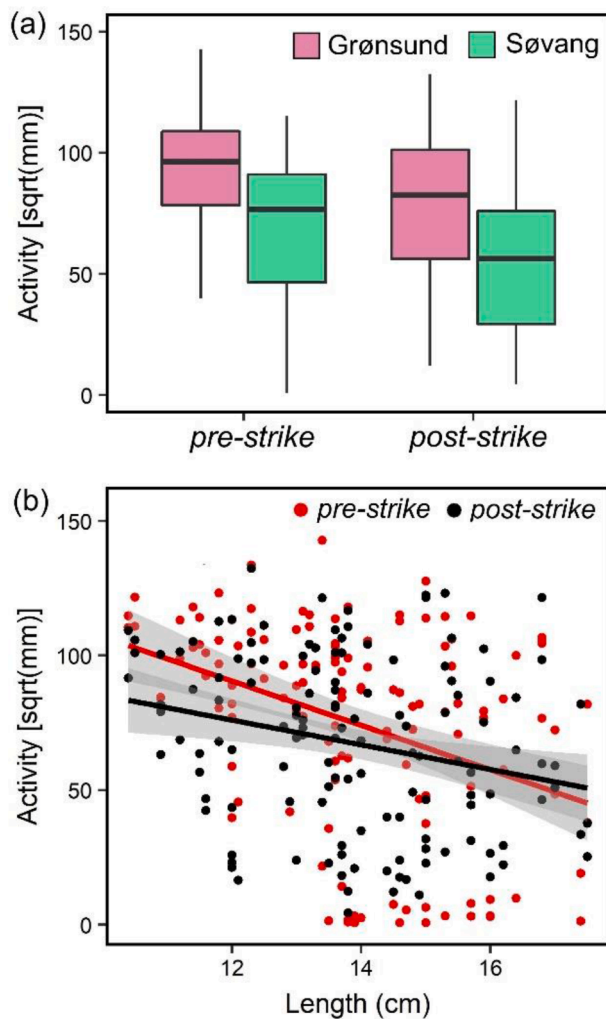 (a)
Grønsund Søvang
Activity [sqrt(mm)]
150
100
50
0
pre-strike post-strike
(b)
pre-strike post-strike
Activity [sqrt(mm)]
150
100
50
0
12 14 16
Length (cm)